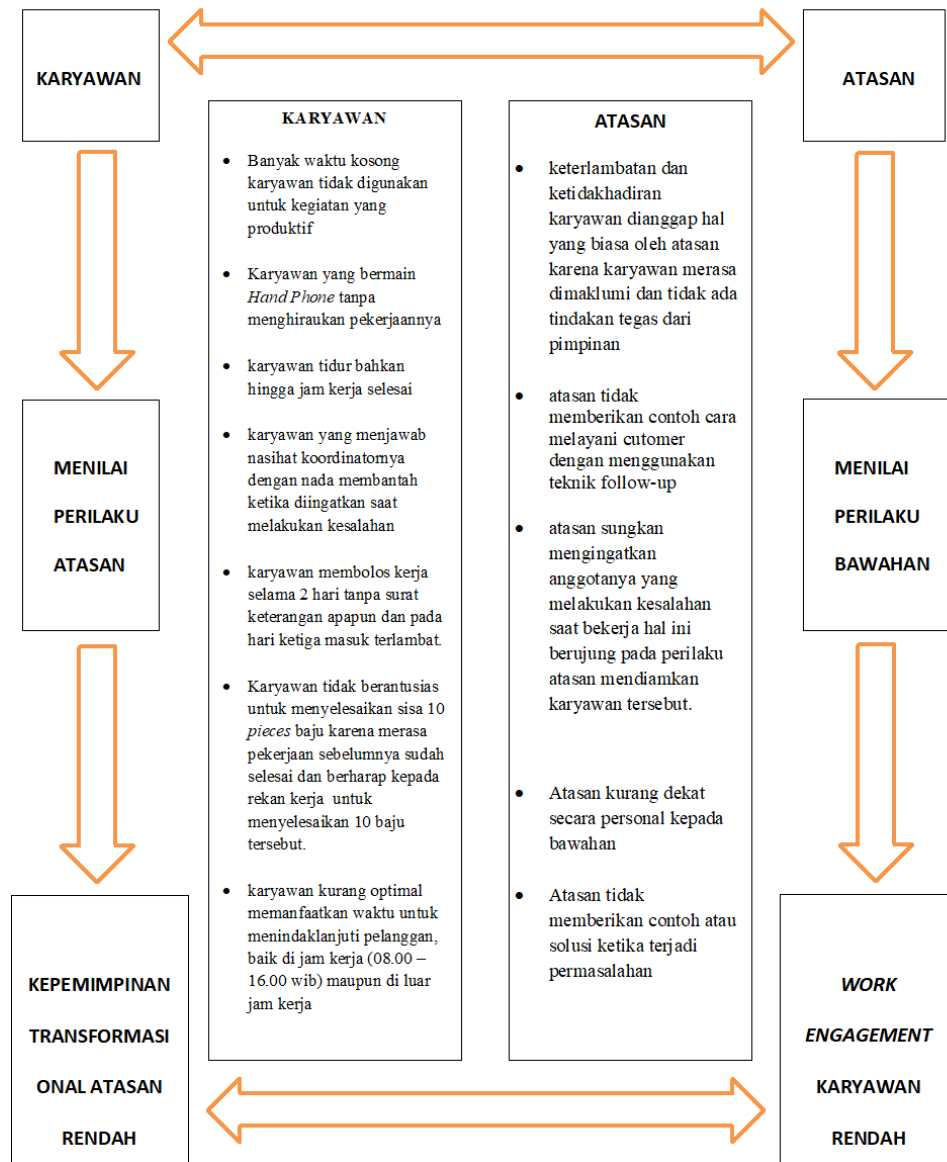 KARYAWAN
ATASAN
KARYAWAN
• Banyak waktu kosong
karyawan tidak digunakan
untuk kegiatan yang
produktif
• Karyawan yang bermain
Hand Phone tanpa
menghiraukan pekerjaannya
• karyawan tidur bahkan
hingga jam kerja selesai
• karyawan yang menjawab
nasihat koordinatornya
dengan nada membantah
ketika diingatkan saat
melakukan kesalahan
• karyawan membolos kerja
selama 2 hari tanpa surat
keterangan apapun dan pada
hari ketiga masuk terlambat.
• Karyawan tidak berantusias
untuk menyelesaikan sisa 10
pieces baju karena merasa
pekerjaan sebelumnya sudah
selesai dan berharap kepada
rekan kerja untuk
menyelesaikan 10 baju
tersebut.
• karyawan kurang optimal
memanfaatkan waktu untuk
menindaklanjuti pelanggan,
baik di jam kerja (08.00 –
16.00 wib) maupun di luar
jam kerja
ATASAN
• keterlambatan dan
ketidakhadiran
karyawan dianggap hal
yang biasa oleh atasan
karena karyawan merasa
dimaklumi dan tidak ada
tindakan tegas dari
pimpinan
• atasan tidak
memberikan contoh cara
melayani cutomer
dengan menggunakan
teknik follow-up
• atasan sungkan
mengingatkan
anggotanya yang
melakukan kesalahan
saat bekerja hal ini
berujung pada perilaku
atasan mendiamkan
karyawan tersebut.
• Atasan kurang dekat
secara personal kepada
bawahan
• Atasan tidak
memberikan contoh atau
solusi ketika terjadi
permasalahan
MENILAI
PERILAKU
ATASAN
MENILAI
PERILAKU
BAWAHAN
KEPEMIMPINAN
TRANSFORMASI
ONAL ATASAN
RENDAH
WORK
ENGAGEMENT
KARYAWAN
RENDAH